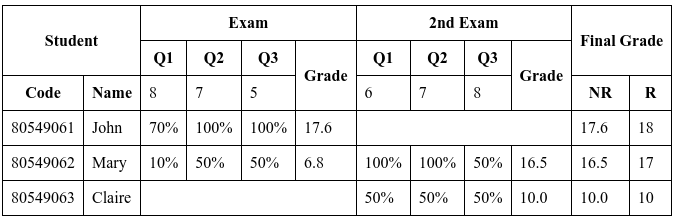 Student Exam 2nd Exam Final Grade
Q1 Q2 Q3 Grade Q1 Q2 Q3 Grade
Code Name 8 7 5 6 7 8 NR R
80549061 John 70% 100% 100% 17.6 17.6 18
80549062 Mary 10% 50% 50% 6.8 100% 100% 50% 16.5 16.5 17
80549063 Claire 50% 50% 50% 10.0 10.0 10